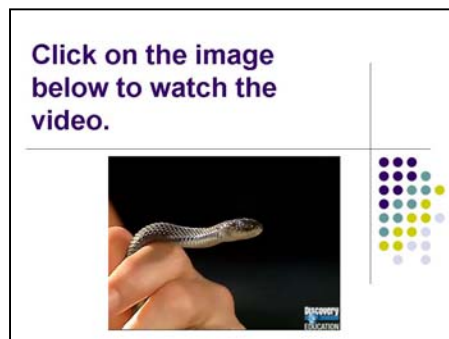 Click on the image
below to watch the
video.
Discovery
EDUCATION